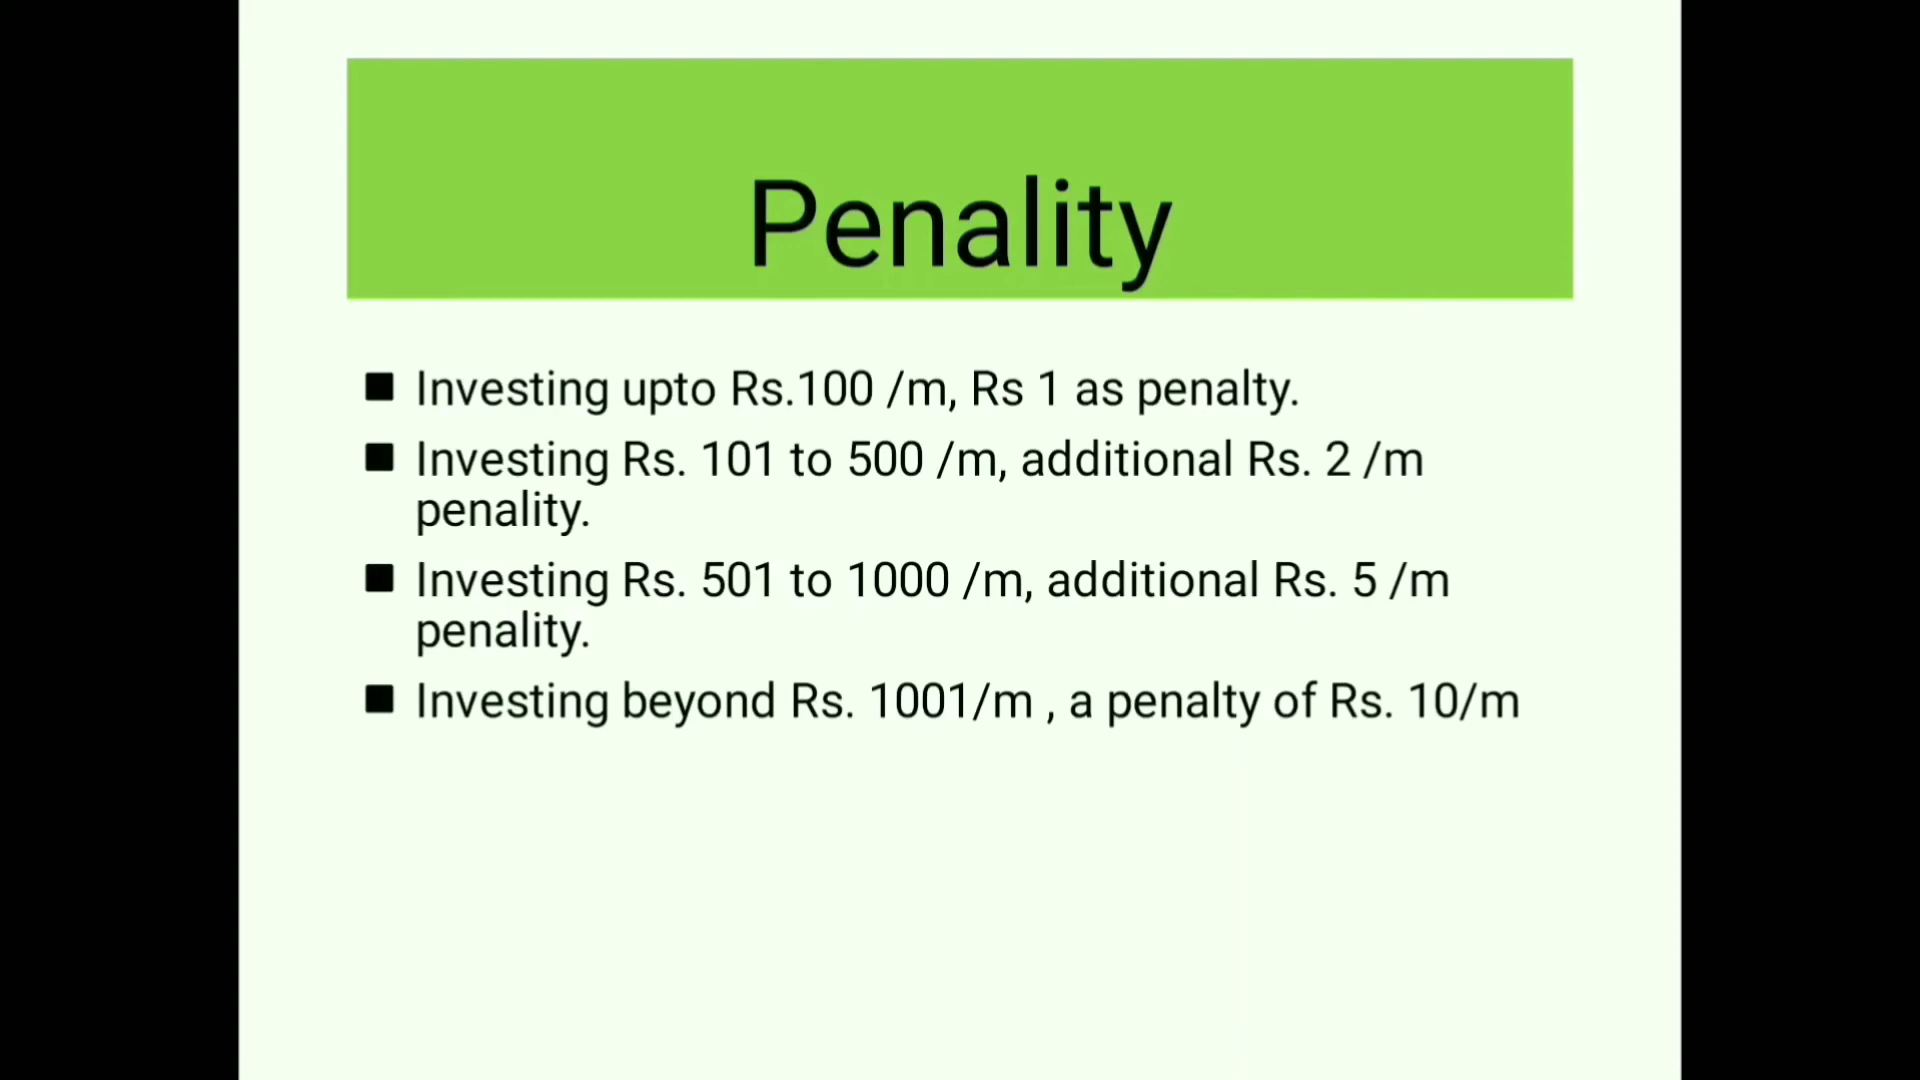 Penality
■ Investing upto Rs.100 /m, Rs 1 as penalty.
■ Investing Rs. 101 to 500 /m, additional Rs. 2 /m
penality.
■ Investing Rs. 501 to 1000 /m, additional Rs. 5 /m
penality.
■ Investing beyond Rs. 1001/m , a penalty of Rs. 10/m